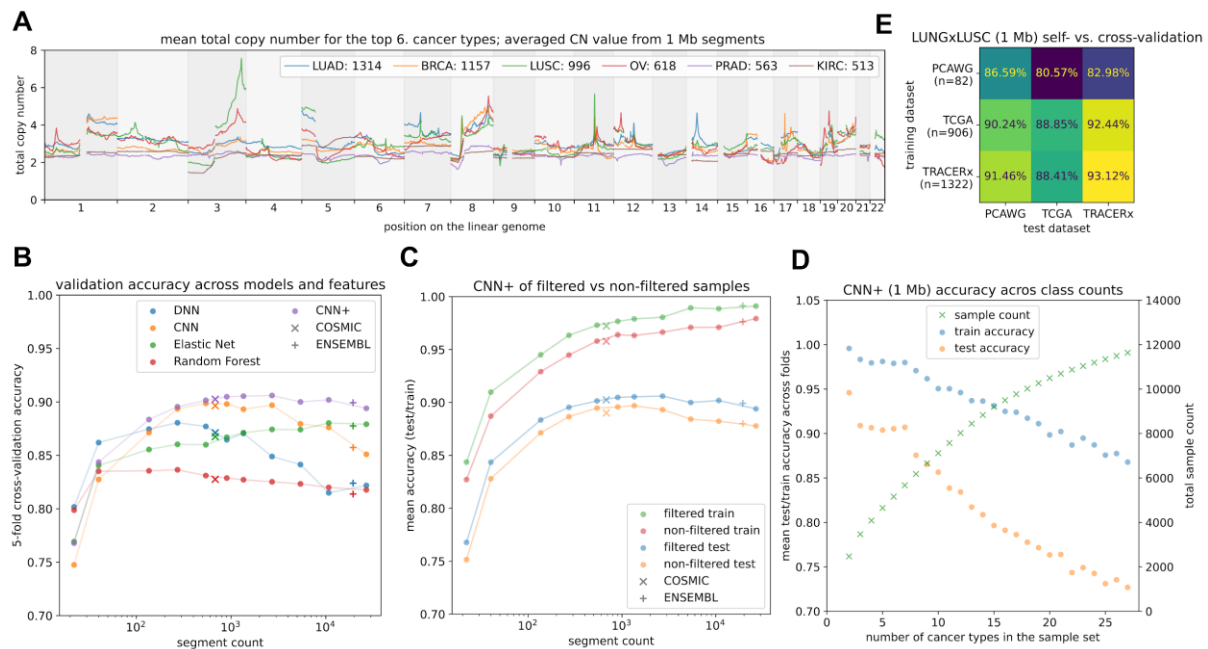 A
mean total copy number for the top 6. cancer types; averaged CN value from 1 Mb segments
LUAD: 1314 BRCA: 1157 LUSC: 996 OV: 618 PRAD: 563 KIRC: 513
total copy number
8
6
4
2
0
1 2 3 4 5 6 7 8 9 10 11 12 13 14 15 16 17 18 19 20 21 22
position on the linear genome
E
LUNGxLUSC (1 Mb) self- vs. cross-validation
training dataset
PCAWG
(n=82)
86.59% 80.57% 82.98%
TCGA
(n=906)
90.24% 88.85% 92.44%
TRACERx
(n=1322)
91.46% 88.41% 93.12%
PCAWG TCGA TRACERx
test dataset
B
validation accuracy across models and features
DNN
CNN
Elastic Net
Random Forest
CNN+
COSMIC
ENSEMBL
5-fold cross-validation accuracy
1.00
0.95
0.90
0.85
0.80
0.75
0.70
10² 10³ 10⁴
segment count
C
CNN+ of filtered vs non-filtered samples
mean accuracy (test/train)
1.00
0.95
0.90
0.85
0.80
0.75
0.70
filtered train
non-filtered train
filtered test
non-filtered test
COSMIC
ENSEMBL
10² 10³ 10⁴
segment count
D
CNN+ (1 Mb) accuracy acros class counts
sample count
train accuracy
test accuracy
mean test/train accuracy across folds
1.05
1.00
0.95
0.90
0.85
0.80
0.75
0.70
14000
12000
10000
8000
6000
4000
2000
0
total sample count
0 5 10 15 20 25
number of cancer types in the sample set